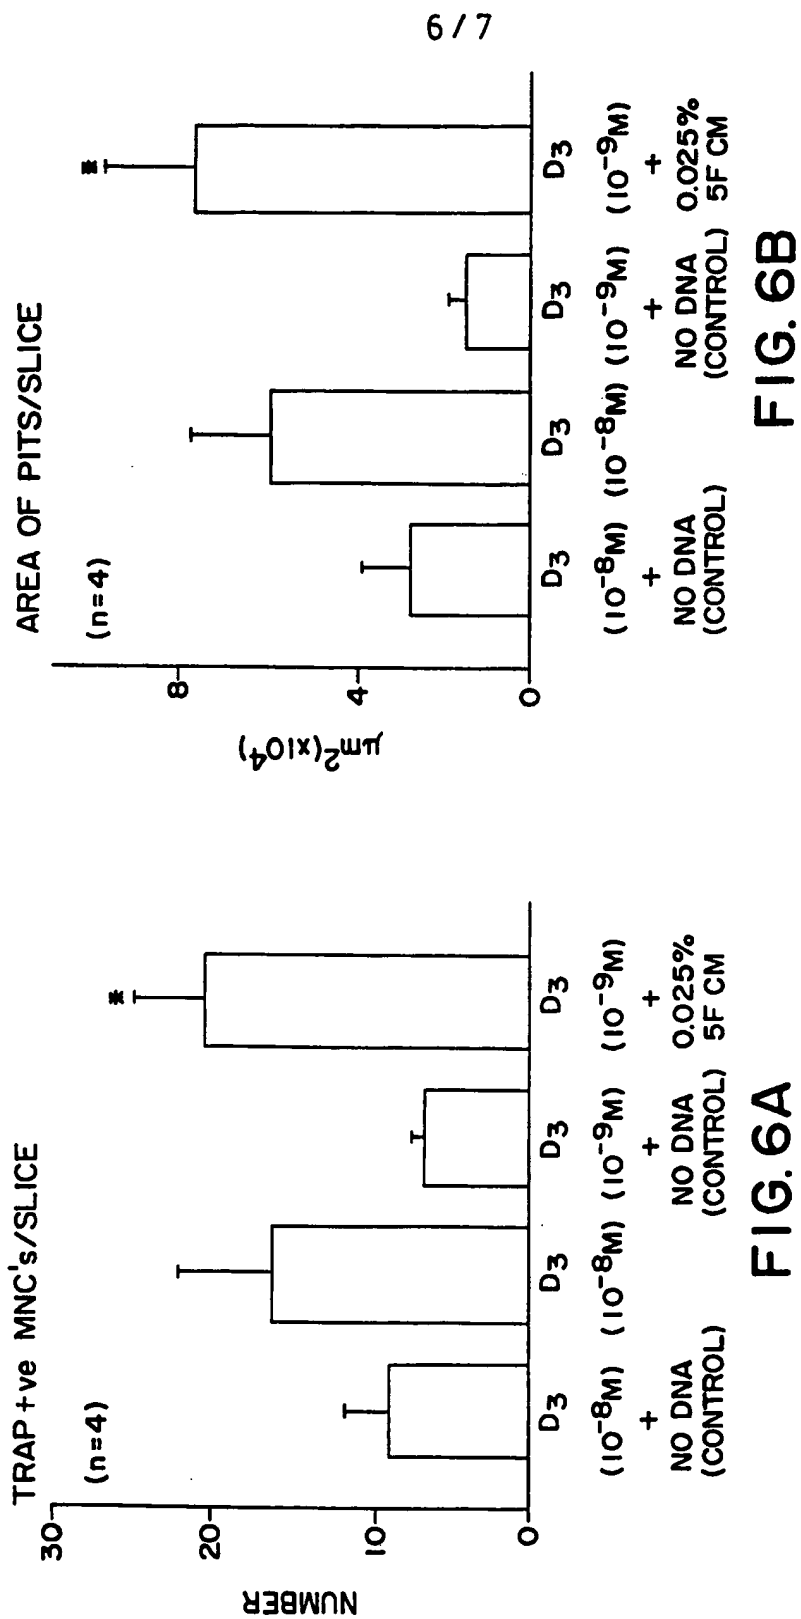 6 / 7
TRAP +ve MNC's/SLICE
(n=4)
NUMBER
30
20
10
0
D3 D3 D3 D3
(10⁻⁸M) (10⁻⁸M) (10⁻⁹M) (10⁻⁹M)
+ + +
NO DNA NO DNA 0.025%
(CONTROL) (CONTROL) 5F CM
*
FIG. 6A
AREA OF PITS/SLICE
(n=4)
μm²(x10⁴)
8
4
0
D3 D3 D3 D3
(10⁻⁸M) (10⁻⁸M) (10⁻⁹M) (10⁻⁹M)
+ + +
NO DNA NO DNA 0.025%
(CONTROL) (CONTROL) 5F CM
*
FIG. 6B